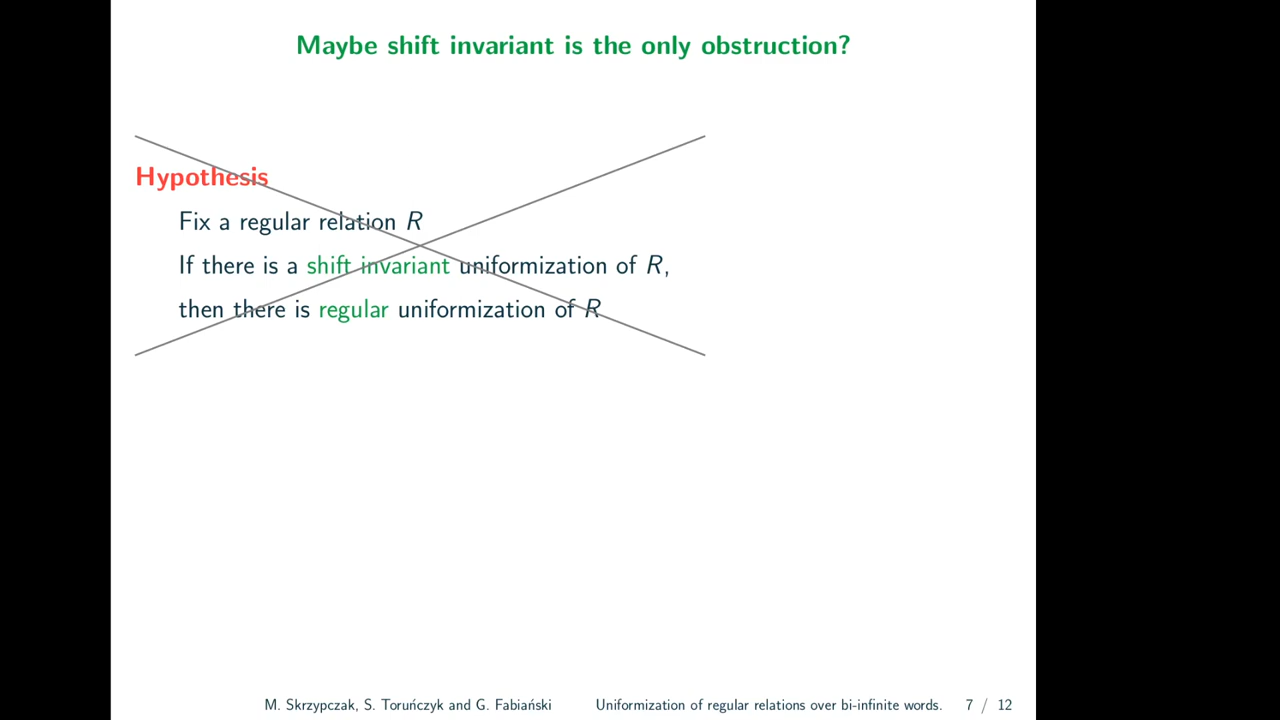 Maybe shift invariant is the only obstruction?
Hypothesis
Fix a regular relation R
If there is a shift invariant uniformization of R,
then there is regular uniformization of R
M. Skrzypczak, S. Toruńczyk and G. Fabiański Uniformization of regular relations over bi-infinite words. 7 / 12